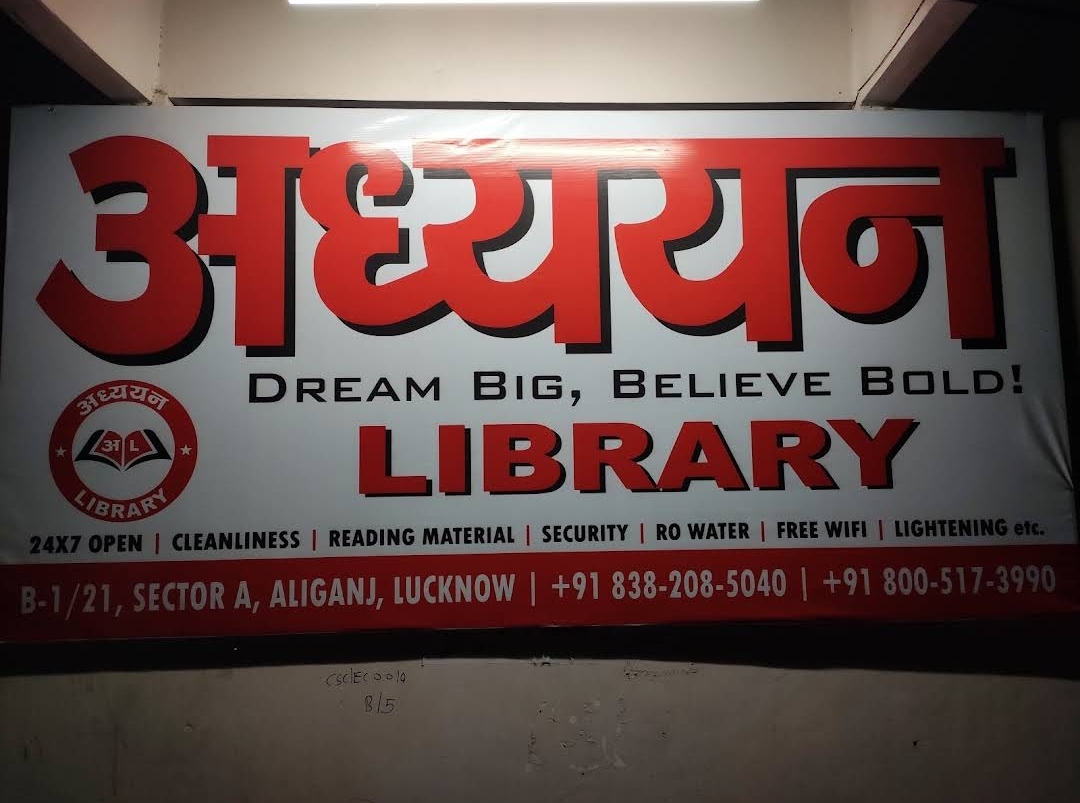 अध्ययन
DREAM BIG, BELIEVE BOLD!
LIBRARY
अध्ययन
अ L
LIBRARY
24X7 OPEN | CLEANLINESS | READING MATERIAL | SECURITY | RO WATER | FREE WIFI | LIGHTENING etc.
B-1/21, SECTOR A, ALIGANJ, LUCKNOW | +91 838-208-5040 | +91 800-517-3990
B/5